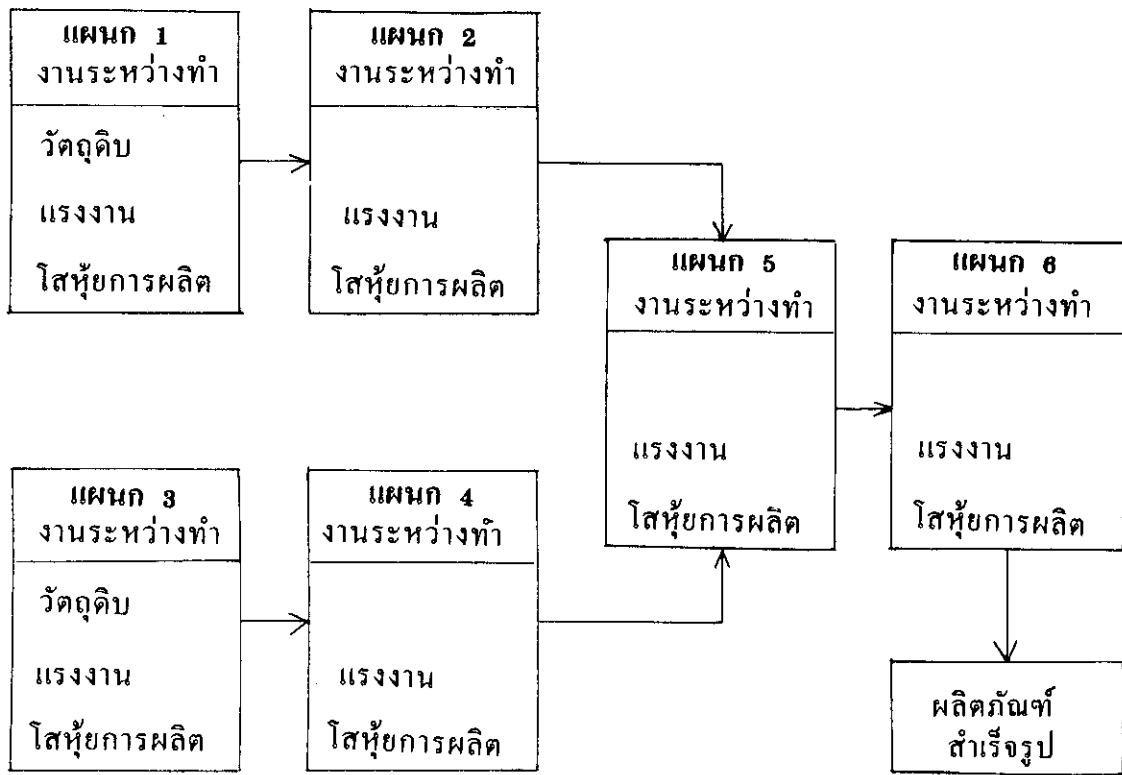 แผนก 1
งานระหว่างทำ
วัตถุดิบ
แรงงาน
โสหุ้ยการผลิต
แผนก 2
งานระหว่างทำ
แรงงาน
โสหุ้ยการผลิต
แผนก 3
งานระหว่างทำ
วัตถุดิบ
แรงงาน
โสหุ้ยการผลิต
แผนก 4
งานระหว่างทำ
แรงงาน
โสหุ้ยการผลิต
แผนก 5
งานระหว่างทำ
แรงงาน
โสหุ้ยการผลิต
แผนก 6
งานระหว่างทำ
แรงงาน
โสหุ้ยการผลิต
ผลิตภัณฑ์
สำเร็จรูป